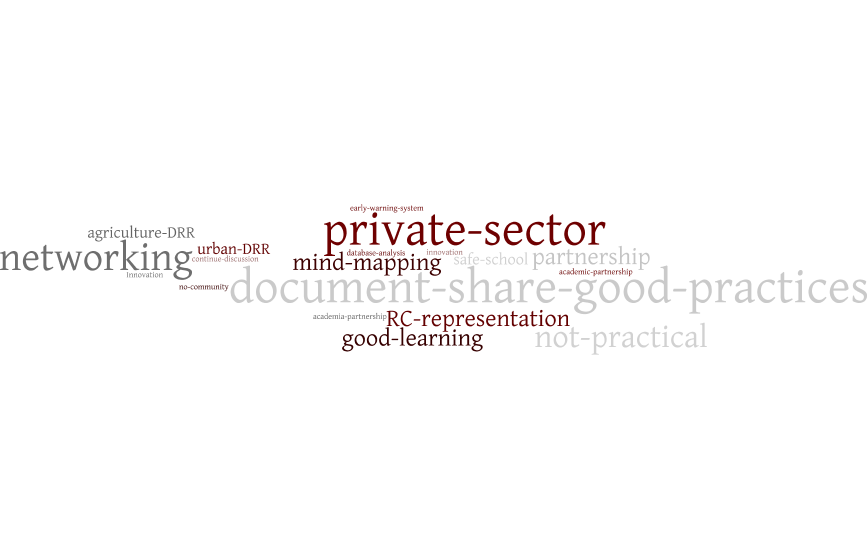 early-warning-system
private-sector
agriculture-DRR
networking
urban-DRR
continue-discussion
Innovation
no-community
database-analysis
innovation
mind-mapping
safe-school
partnership
academic-partnership
document-share-good-practices
academia-partnership
RC-representation
good-learning
not-practical